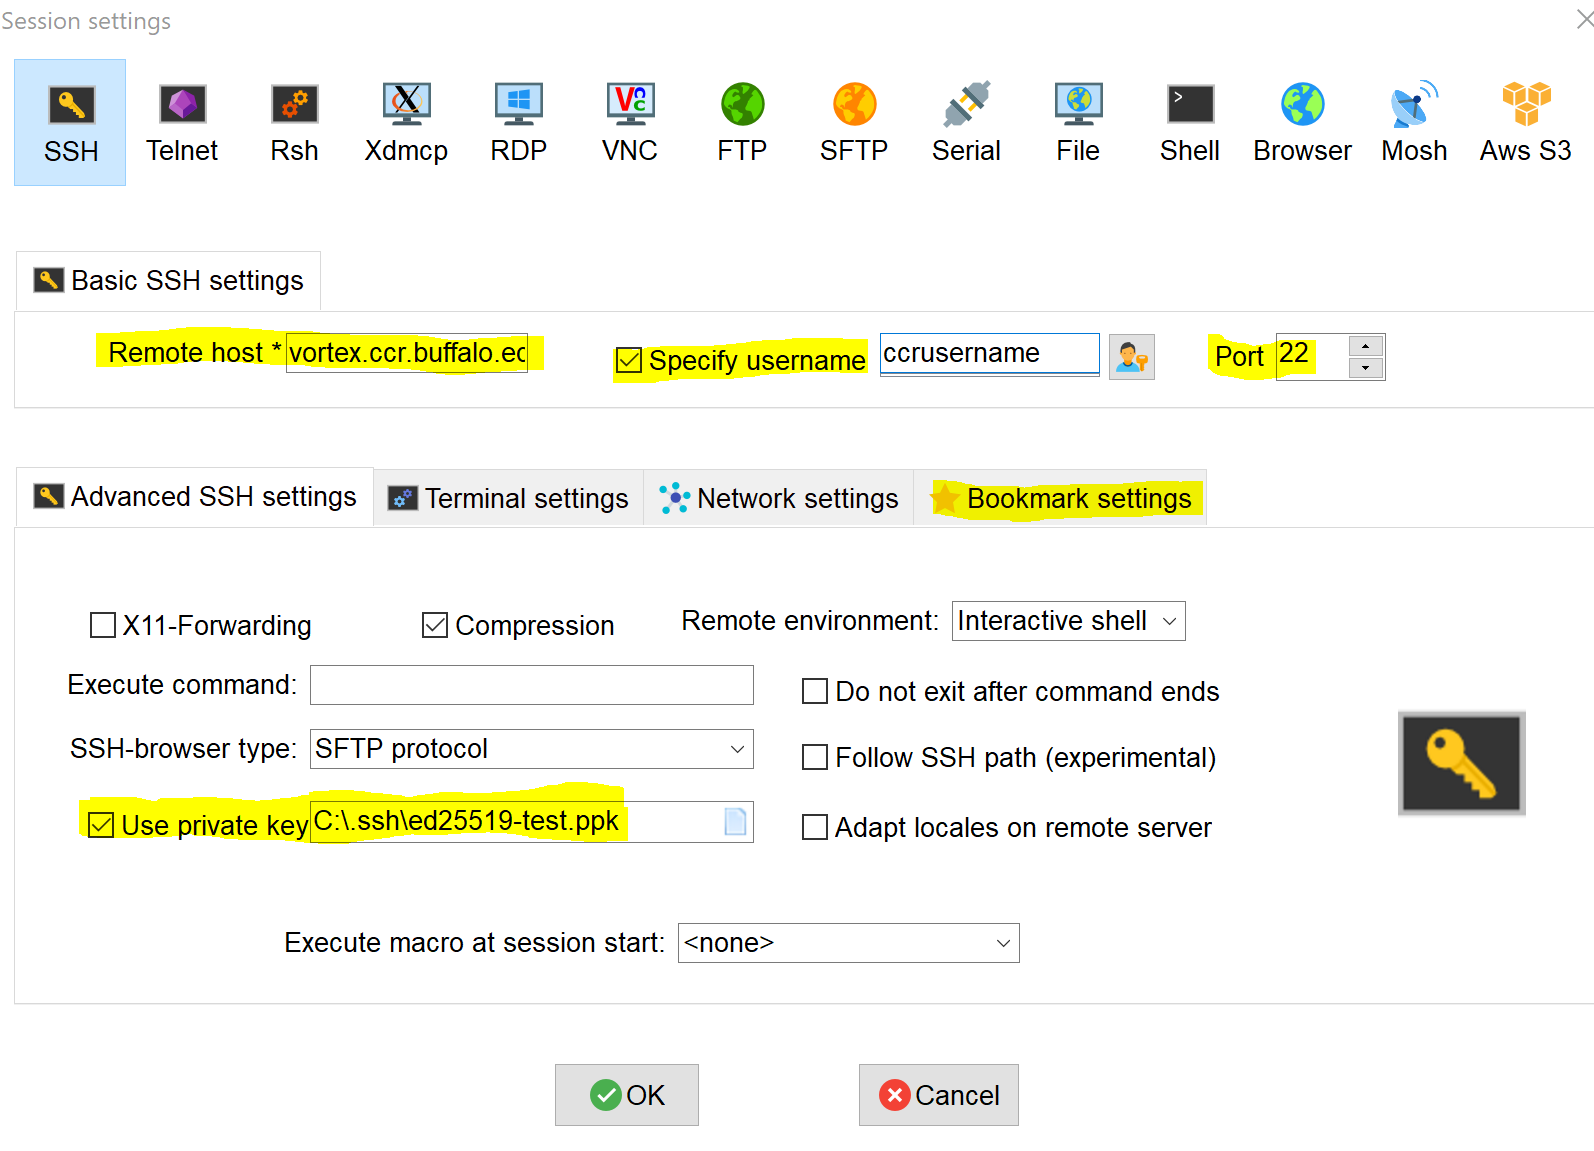 Session settings
SSH Telnet Rsh Xdmcp RDP VNC FTP SFTP Serial File Shell Browser Mosh Aws S3
Basic SSH settings
Remote host * vortex.ccr.buffalo.ec Specify username ccrusername Port 22
Advanced SSH settings Terminal settings Network settings Bookmark settings
X11-Forwarding Compression Remote environment: Interactive shell
Execute command: Do not exit after command ends
SSH-browser type: SFTP protocol Follow SSH path (experimental)
Use private key C:\.ssh\ed25519-test.ppk Adapt locales on remote server
Execute macro at session start: <none>
OK Cancel